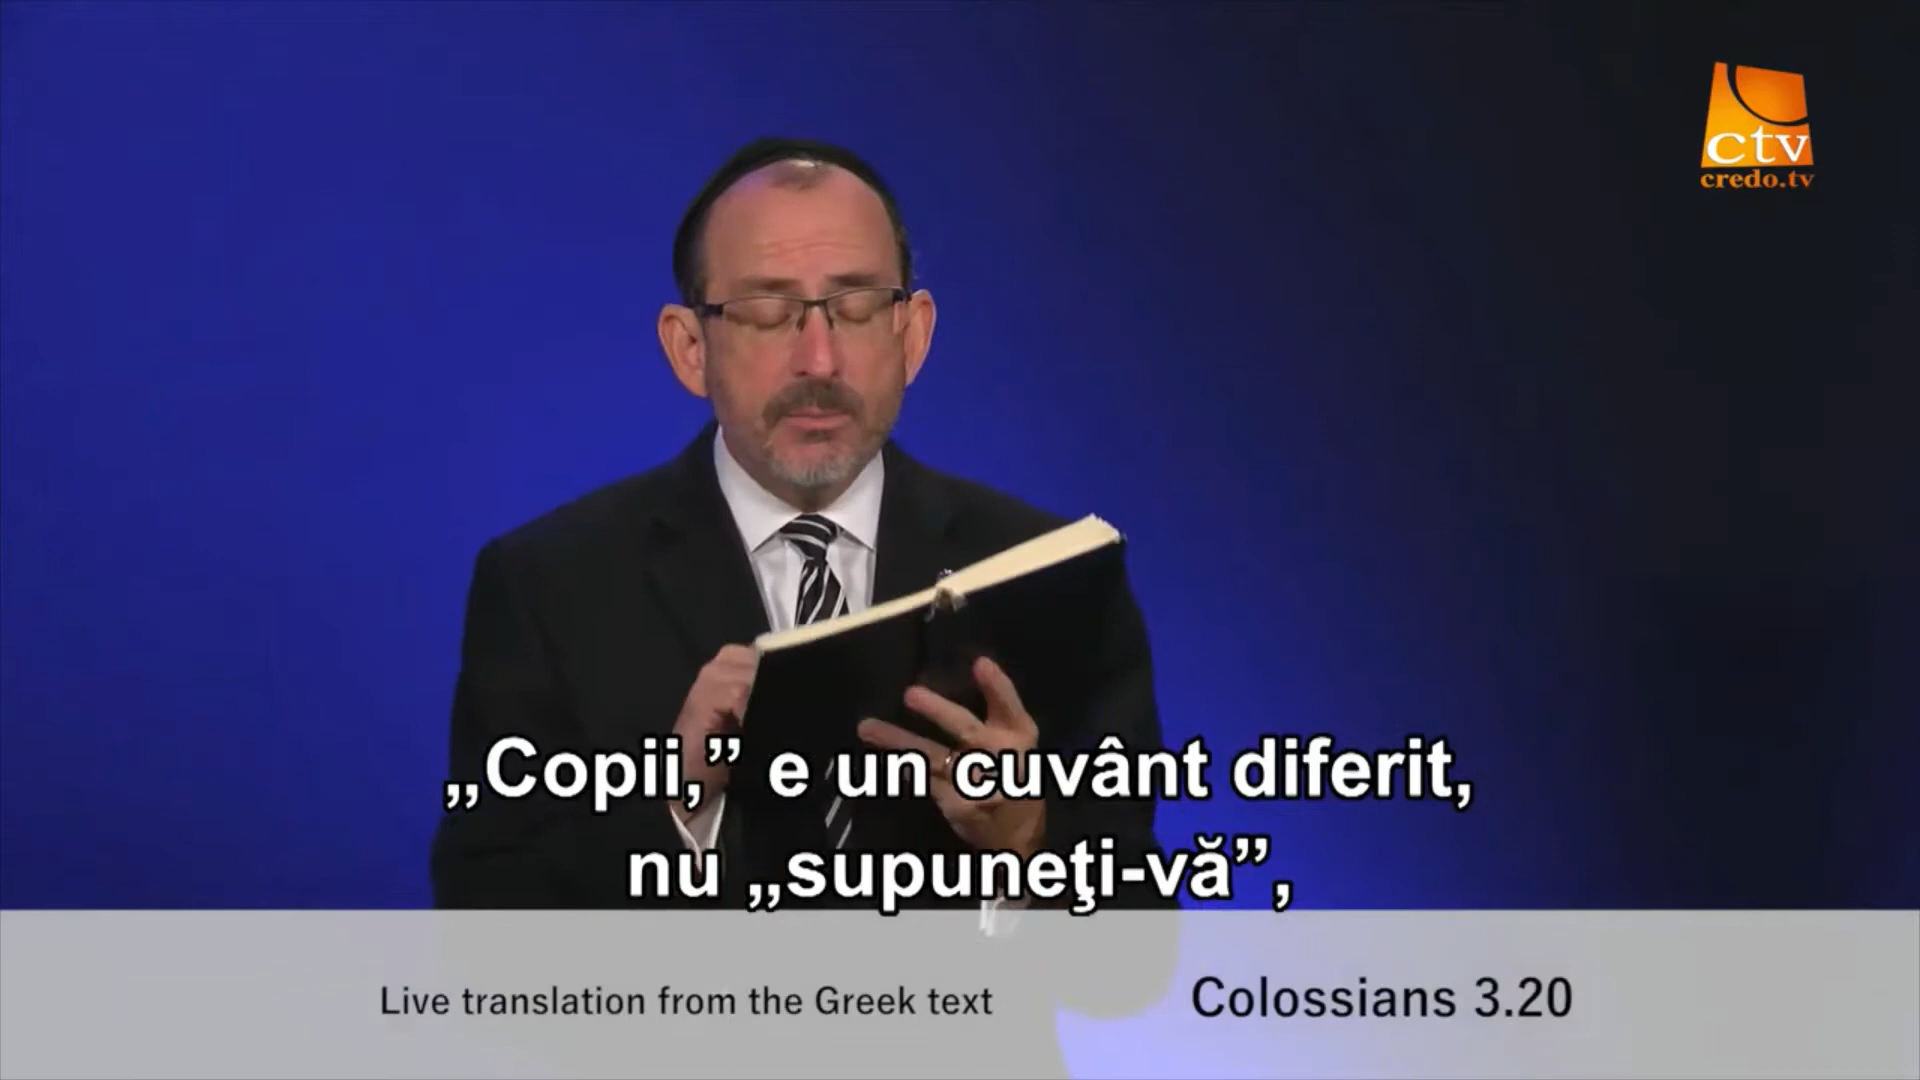 ctv
credo.tv
„Copii,” e un cuvânt diferit,
nu „supuneţi-vă”,
Live translation from the Greek text
Colossians 3.20